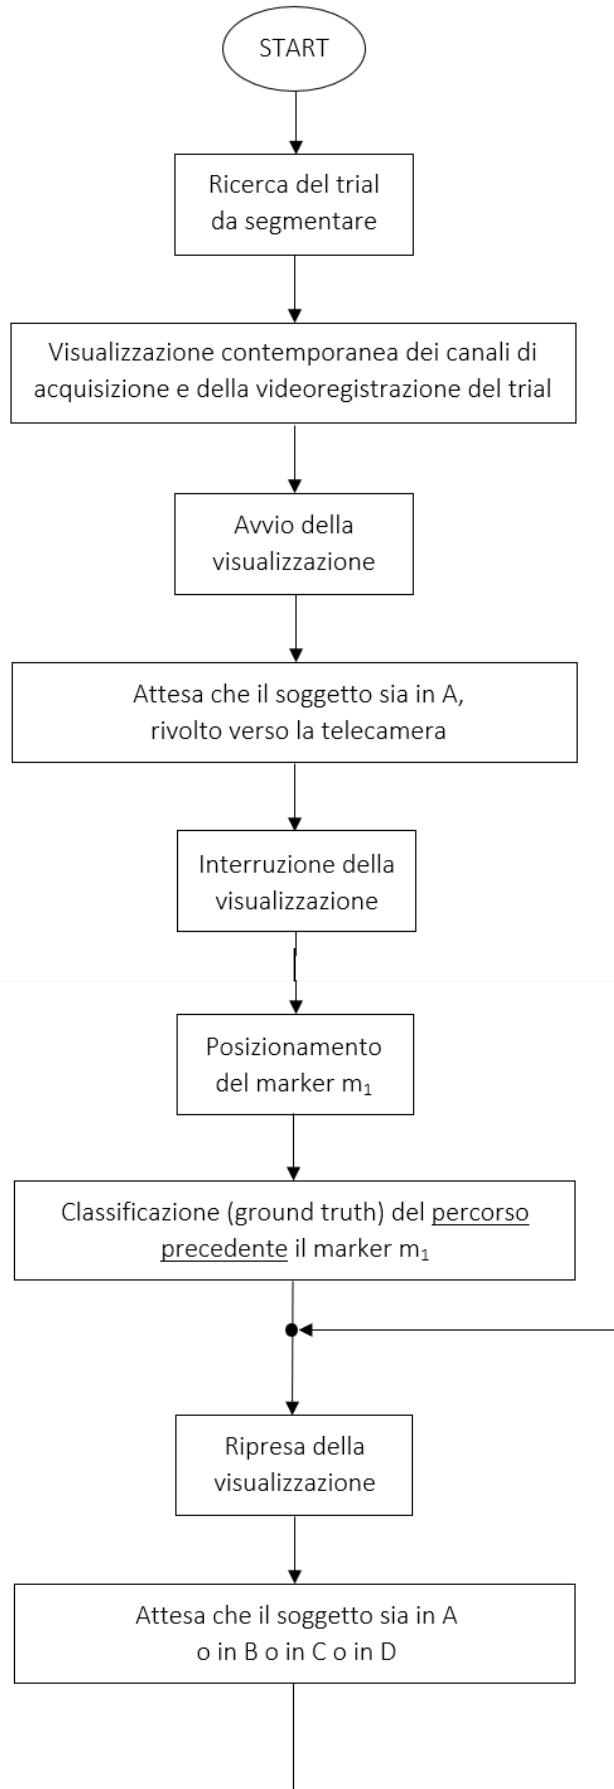 START
Ricerca del trial
da segmentare
Visualizzazione contemporanea dei canali di
acquisizione e della videoregistrazione del trial
Avvio della
visualizzazione
Attesa che il soggetto sia in A,
rivolto verso la telecamera
Interruzione della
visualizzazione
Posizionamento
del marker m₁
Classificazione (ground truth) del percorso
precedente il marker m₁
Ripresa della
visualizzazione
Attesa che il soggetto sia in A
o in B o in C o in D